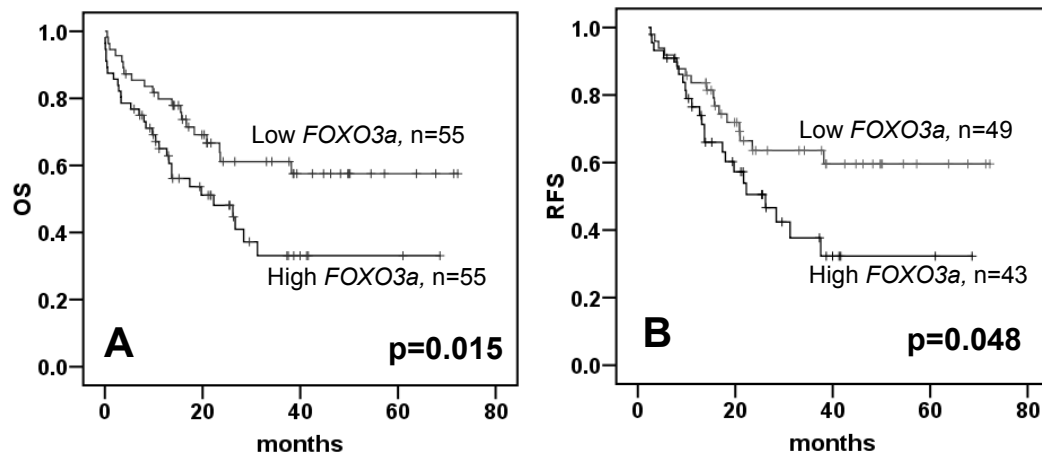 1.0
0.8
0.6
0.4
0.2
0.0
OS
Low FOXO3a, n=55
High FOXO3a, n=55
A
p=0.015
0 20 40 60 80
months
1.0
0.8
0.6
0.4
0.2
0.0
RFS
Low FOXO3a, n=49
High FOXO3a, n=43
B
p=0.048
0 20 40 60 80
months